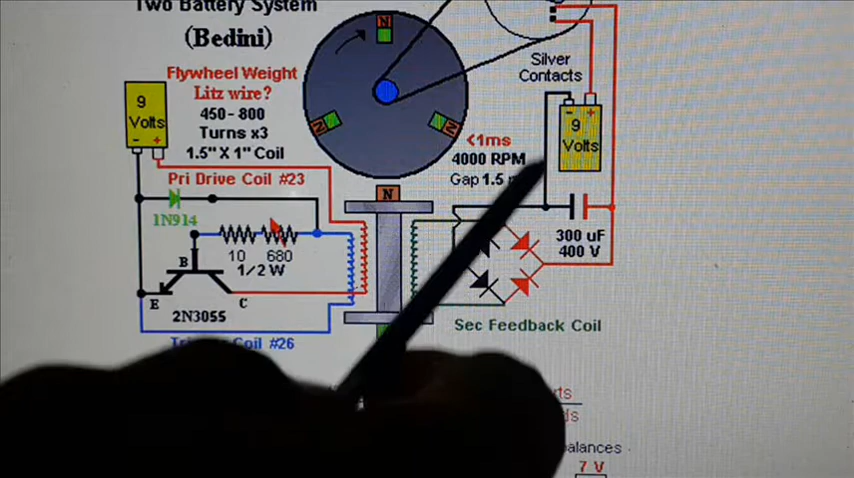 Two Battery System
(Bedini)
N
Silver
Contacts
Flywheel Weight
Litz wire?
450 - 800
Turns x3
1.5" X 1" Coil
9
Volts
- +
- +
9
Volts
N
N
<1ms
4000 RPM
Gap 1.5
Pri Drive Coil #23
N
1N914
10
680
1/2 W
B
E
C
2N3055
300 uF
400 V
Sec Feedback Coil
Coil #26
balances
7 V